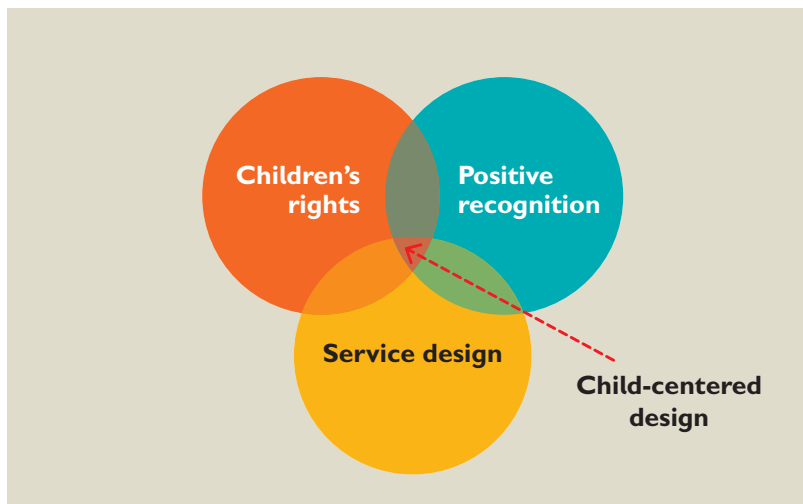 Children's
rights
Positive
recognition
Service design
Child-centered
design